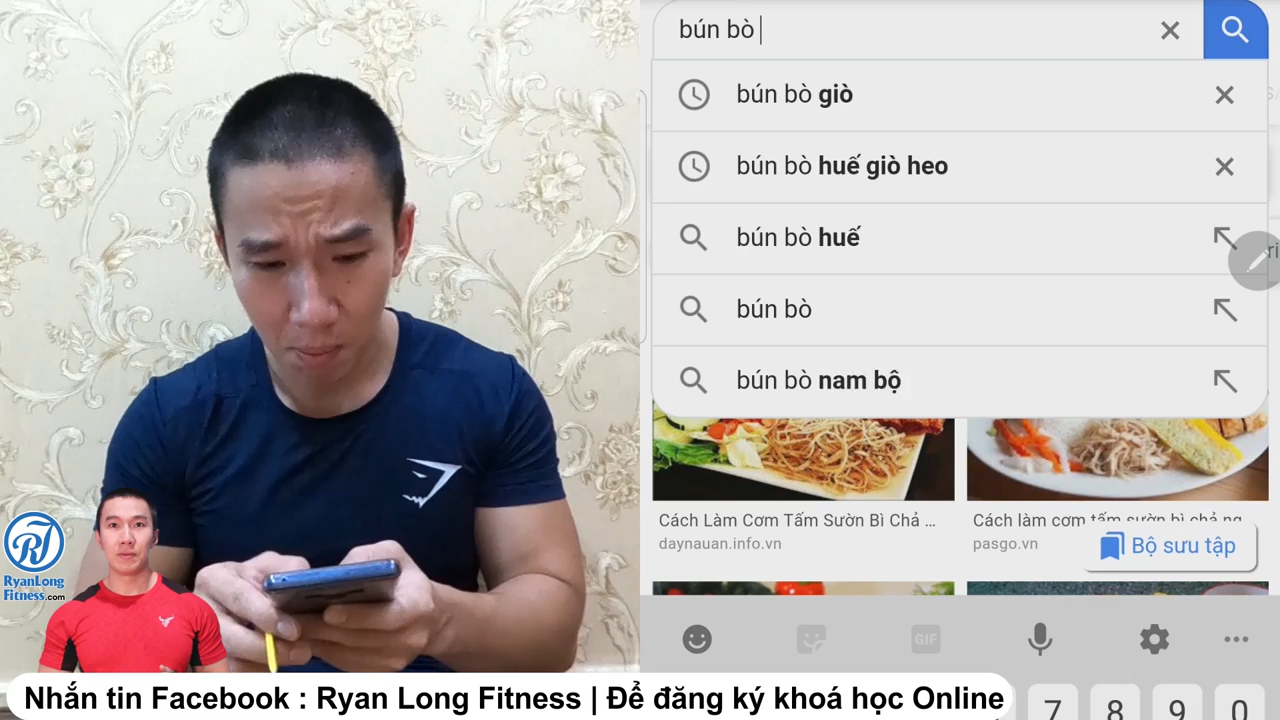 bún bò
bún bò giò
bún bò huế giò heo
bún bò huế
bún bò
bún bò nam bộ
Cách Làm Cơm Tấm Sườn Bì Chả ...
daynauan.info.vn
Cách làm cơm tấm sườn bì chả ng
pasgo.vn
Bộ sưu tập
GIF
RT
RyanLong
Fitness.com
Nhắn tin Facebook : Ryan Long Fitness | Để đăng ký khoá học Online
7 8 9 0